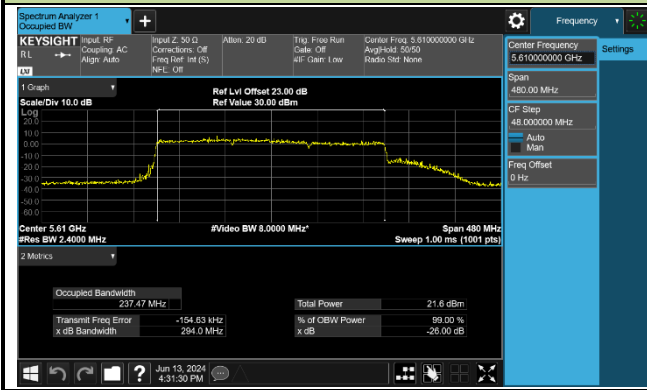 Spectrum Analyzer 1
Occupied BW
Frequency
KEYSIGHT
RL
LXI
Input: RF
Coupling: AC
Align: Auto
Input Z: 50 Ω
Corrections: Off
Freq Ref: Int (S)
NFE: Off
Atten: 20 dB
Trig: Free Run
Gate: Off
#IF Gain: Low
Center Freq: 5.610000000 GHz
Avg|Hold: 50/50
Radio Std: None
Center Frequency
5.610000000 GHz
Settings
Span
480.00 MHz
CF Step
48.000000 MHz
Auto
Man
Freq Offset
0 Hz
1 Graph
Scale/Div 10.0 dB
Ref Lvl Offset 23.00 dB
Ref Value 30.00 dBm
Log
20.0
10.0
0.00
-10.0
-20.0
-30.0
-40.0
-50.0
-60.0
Center 5.61 GHz
#Res BW 2.4000 MHz
#Video BW 8.0000 MHz*
Span 480 MHz
Sweep 1.00 ms (1001 pts)
2 Metrics
Occupied Bandwidth
237.47 MHz
Total Power
21.6 dBm
Transmit Freq Error
-154.63 kHz
% of OBW Power
99.00 %
x dB Bandwidth
294.0 MHz
x dB
-26.00 dB
?
Jun 13, 2024
4:31:30 PM